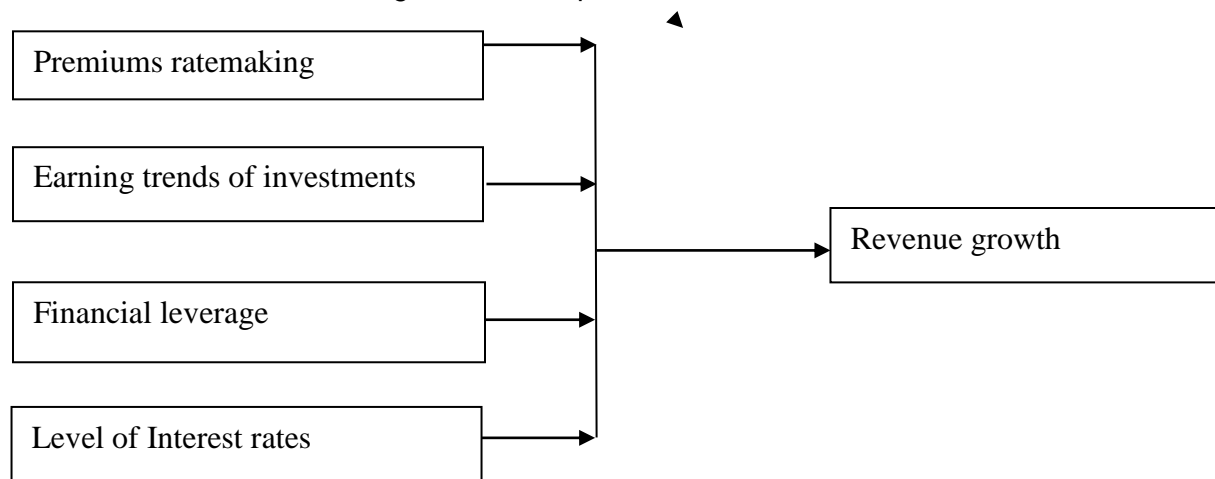 Premiums ratemaking
Earning trends of investments
Revenue growth
Financial leverage
Level of Interest rates